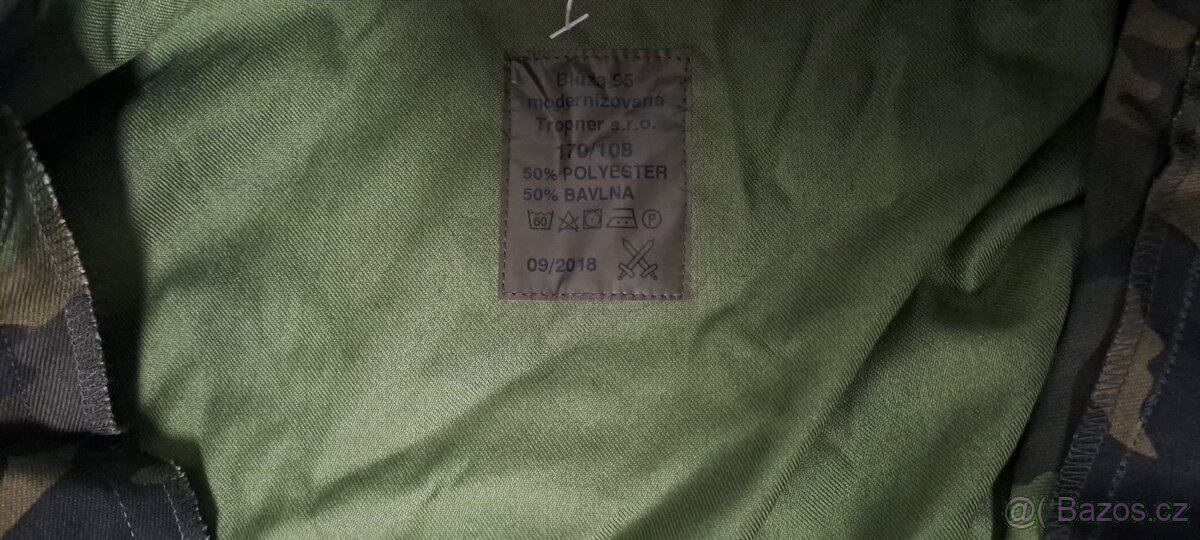 Blůza 95
modernizovaná
Tropner s.r.o.
170/108
50% POLYESTER
50% BAVLNA
60 P
09/2018
@( Bazos.cz